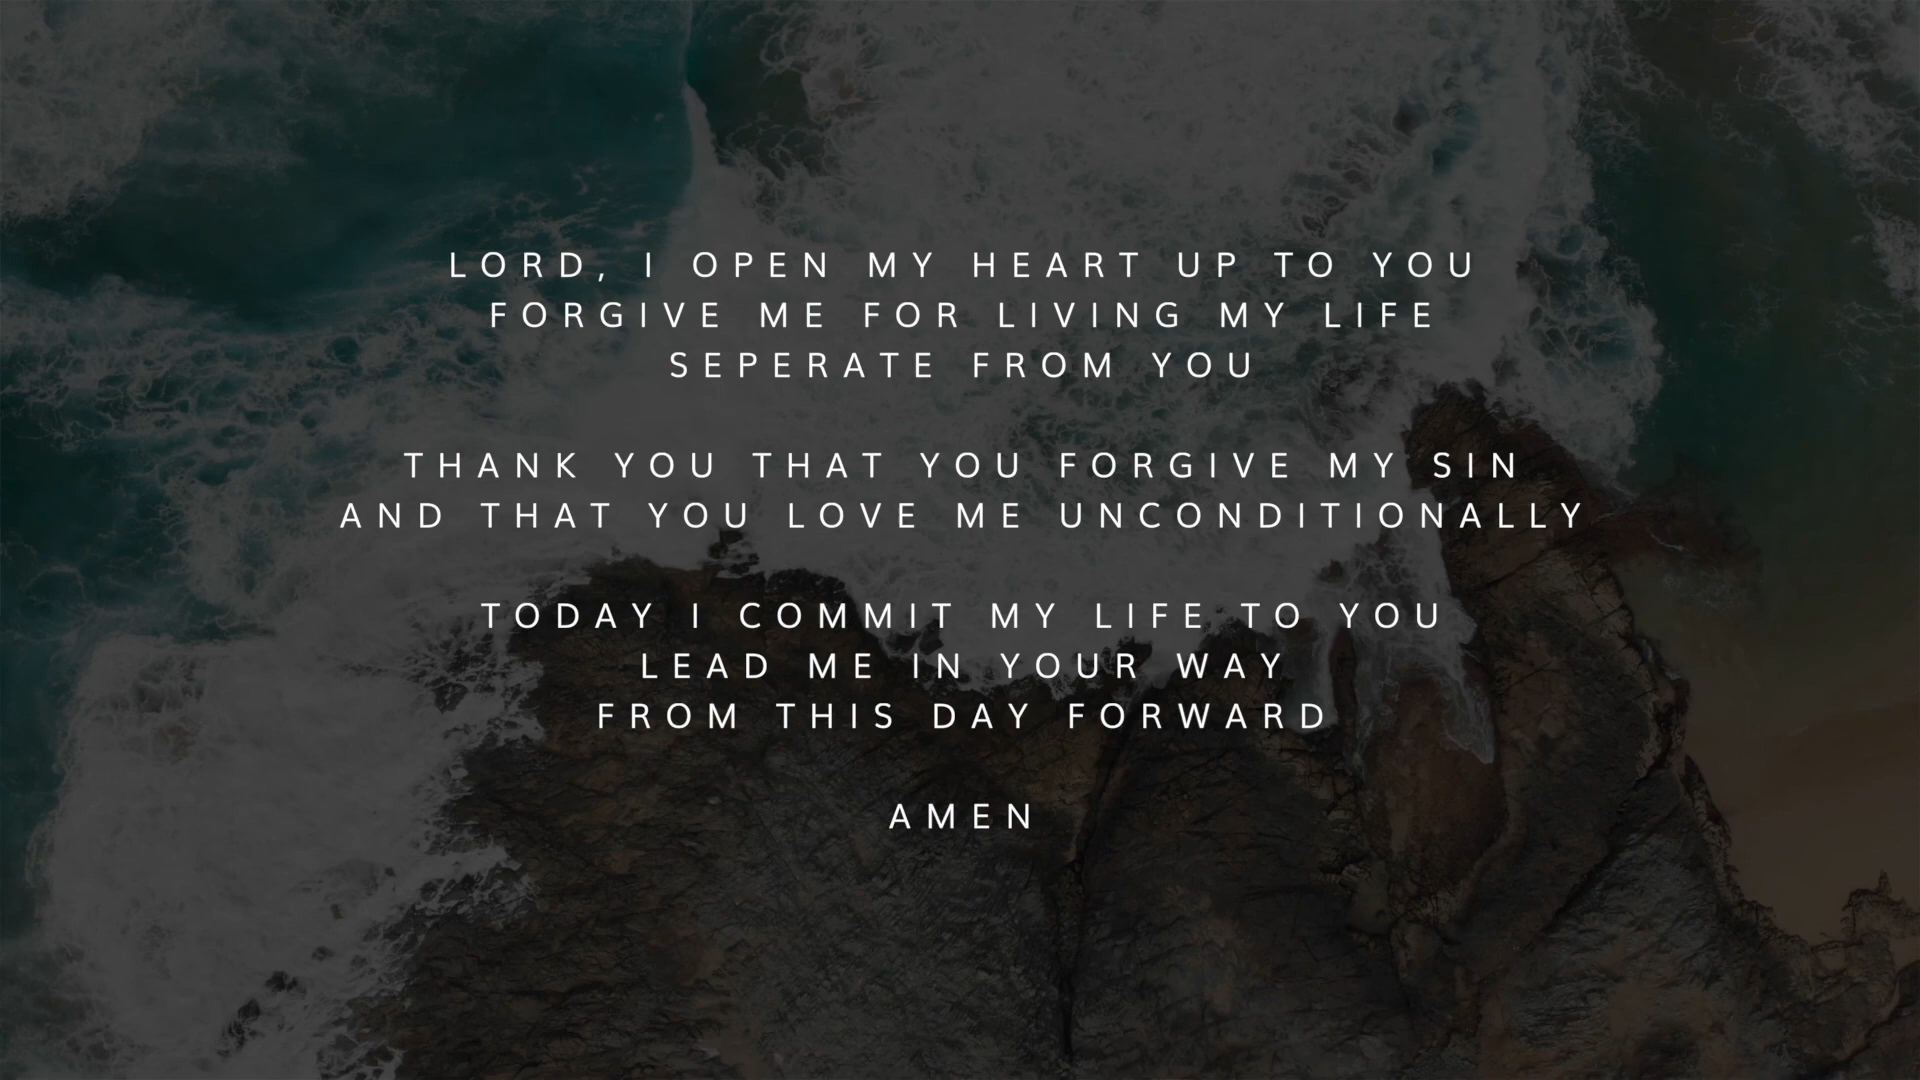 LORD, I OPEN MY HEART UP TO YOU
FORGIVE ME FOR LIVING MY LIFE
SEPERATE FROM YOU
THANK YOU THAT YOU FORGIVE MY SIN
AND THAT YOU LOVE ME UNCONDITIONALLY
TODAY I COMMIT MY LIFE TO YOU
LEAD ME IN YOUR WAY
FROM THIS DAY FORWARD
AMEN